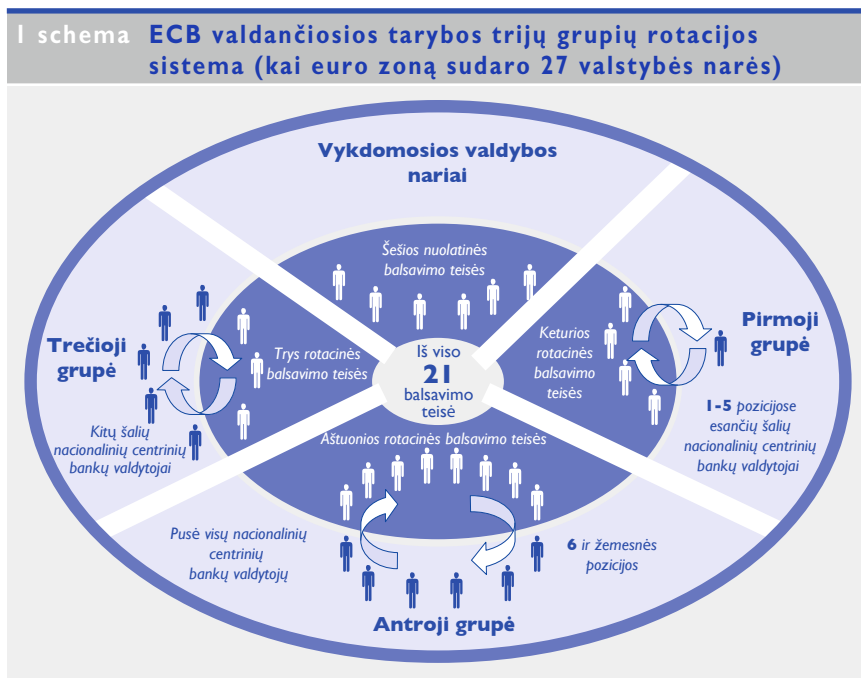 1 schema ECB valdančiosios tarybos trijų grupių rotacijos
sistema (kai euro zoną sudaro 27 valstybės narės)
Vykdomosios valdybos
nariai
Šešios nuolatinės
balsavimo teisės
Trečioji
grupė
Trys rotacinės
balsavimo teisės
Iš viso
21
balsavimo
teisė
Keturios
rotacinės
balsavimo
teisės
Pirmoji
grupė
Kitų šalių
nacionalinių centrinių
bankų valdytojai
1-5 pozicijose
esančių šalių
nacionalinių centrinių
bankų valdytojai
Aštuonios rotacinės balsavimo teisės
Pusė visų nacionalinių
centrinių
bankų valdytojų
6 ir žemesnės
pozicijos
Antroji grupė